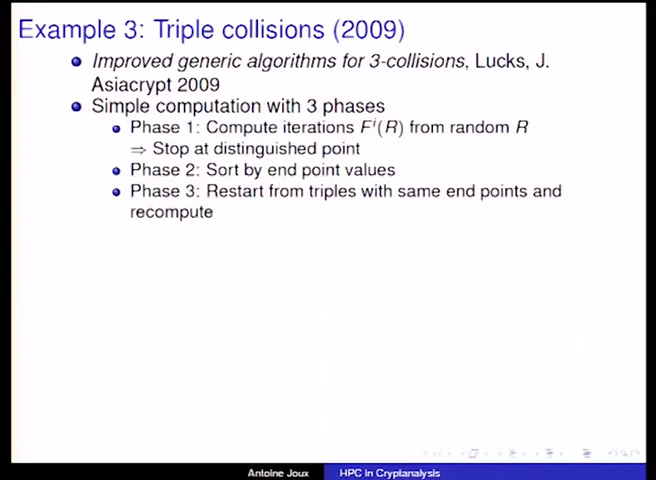 Example 3: Triple collisions (2009)
Improved generic algorithms for 3-collisions, Lucks, J.
Asiacrypt 2009
Simple computation with 3 phases
Phase 1: Compute iterations Fⁱ(R) from random R
⇒ Stop at distinguished point
Phase 2: Sort by end point values
Phase 3: Restart from triples with same end points and
recompute
Antoine Joux
HPC in Cryptanalysis